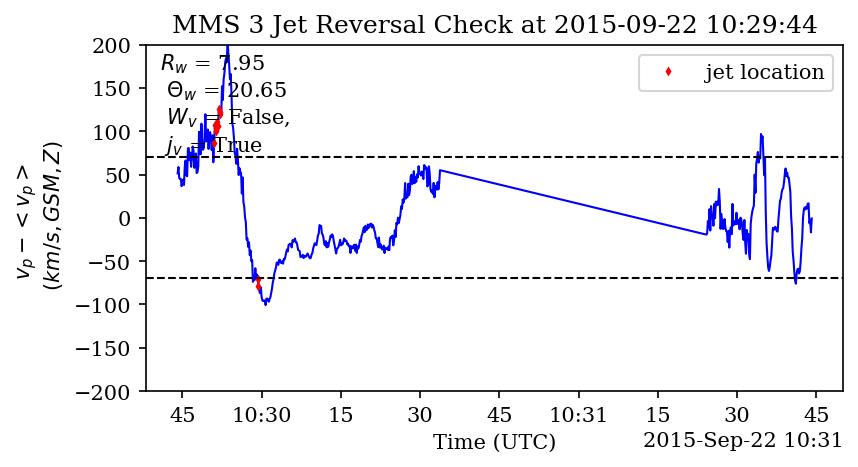 MMS 3 Jet Reversal Check at 2015-09-22 10:29:44
R_w = 7.95
Θ_w = 20.65
W_v = False,
j_v = True
jet location
v_p − < v_p >
(km/s, GSM, Z)
200
150
100
50
0
−50
−100
−150
−200
45 10:30 15 30 45 10:31 15 30 45
Time (UTC)
2015-Sep-22 10:31